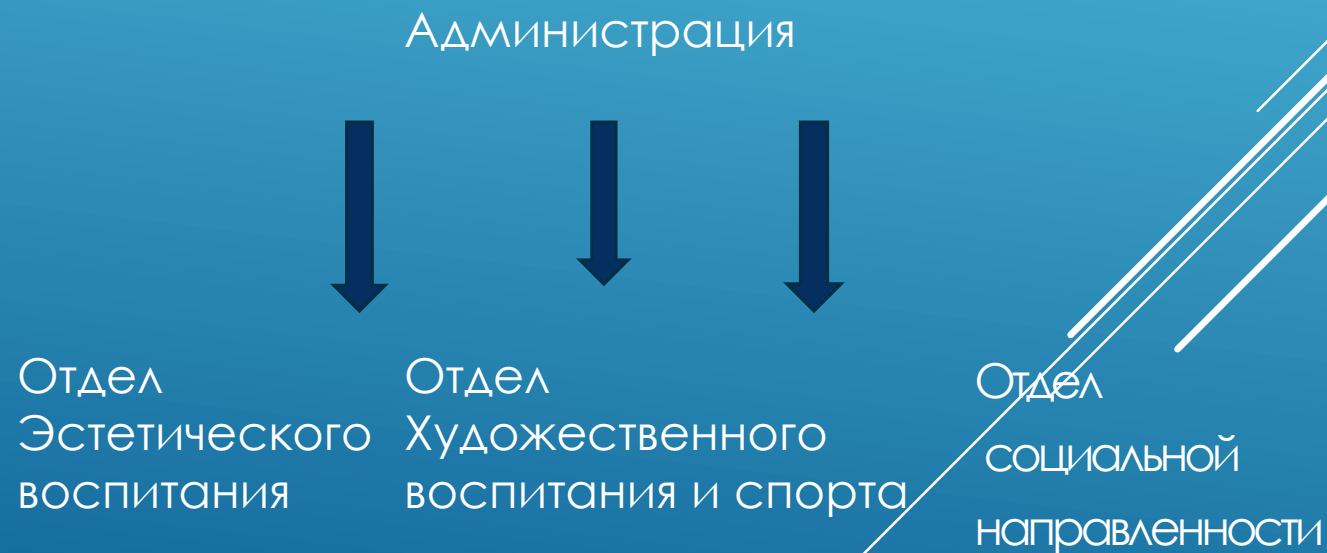 Администрация
Отдел
Эстетического
воспитания
Отдел
Художественного
воспитания и спорта
Отдел
социальной
направленности